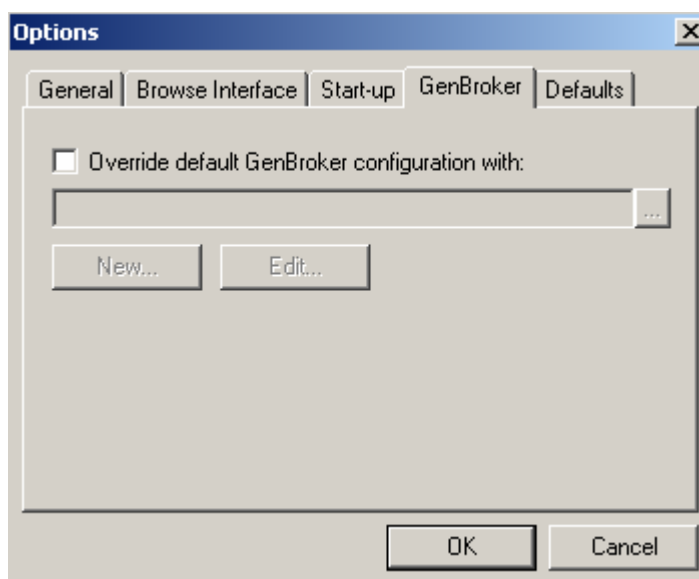 Options
General Browse Interface Start-up GenBroker Defaults
Override default GenBroker configuration with:
...
New... Edit...
OK Cancel